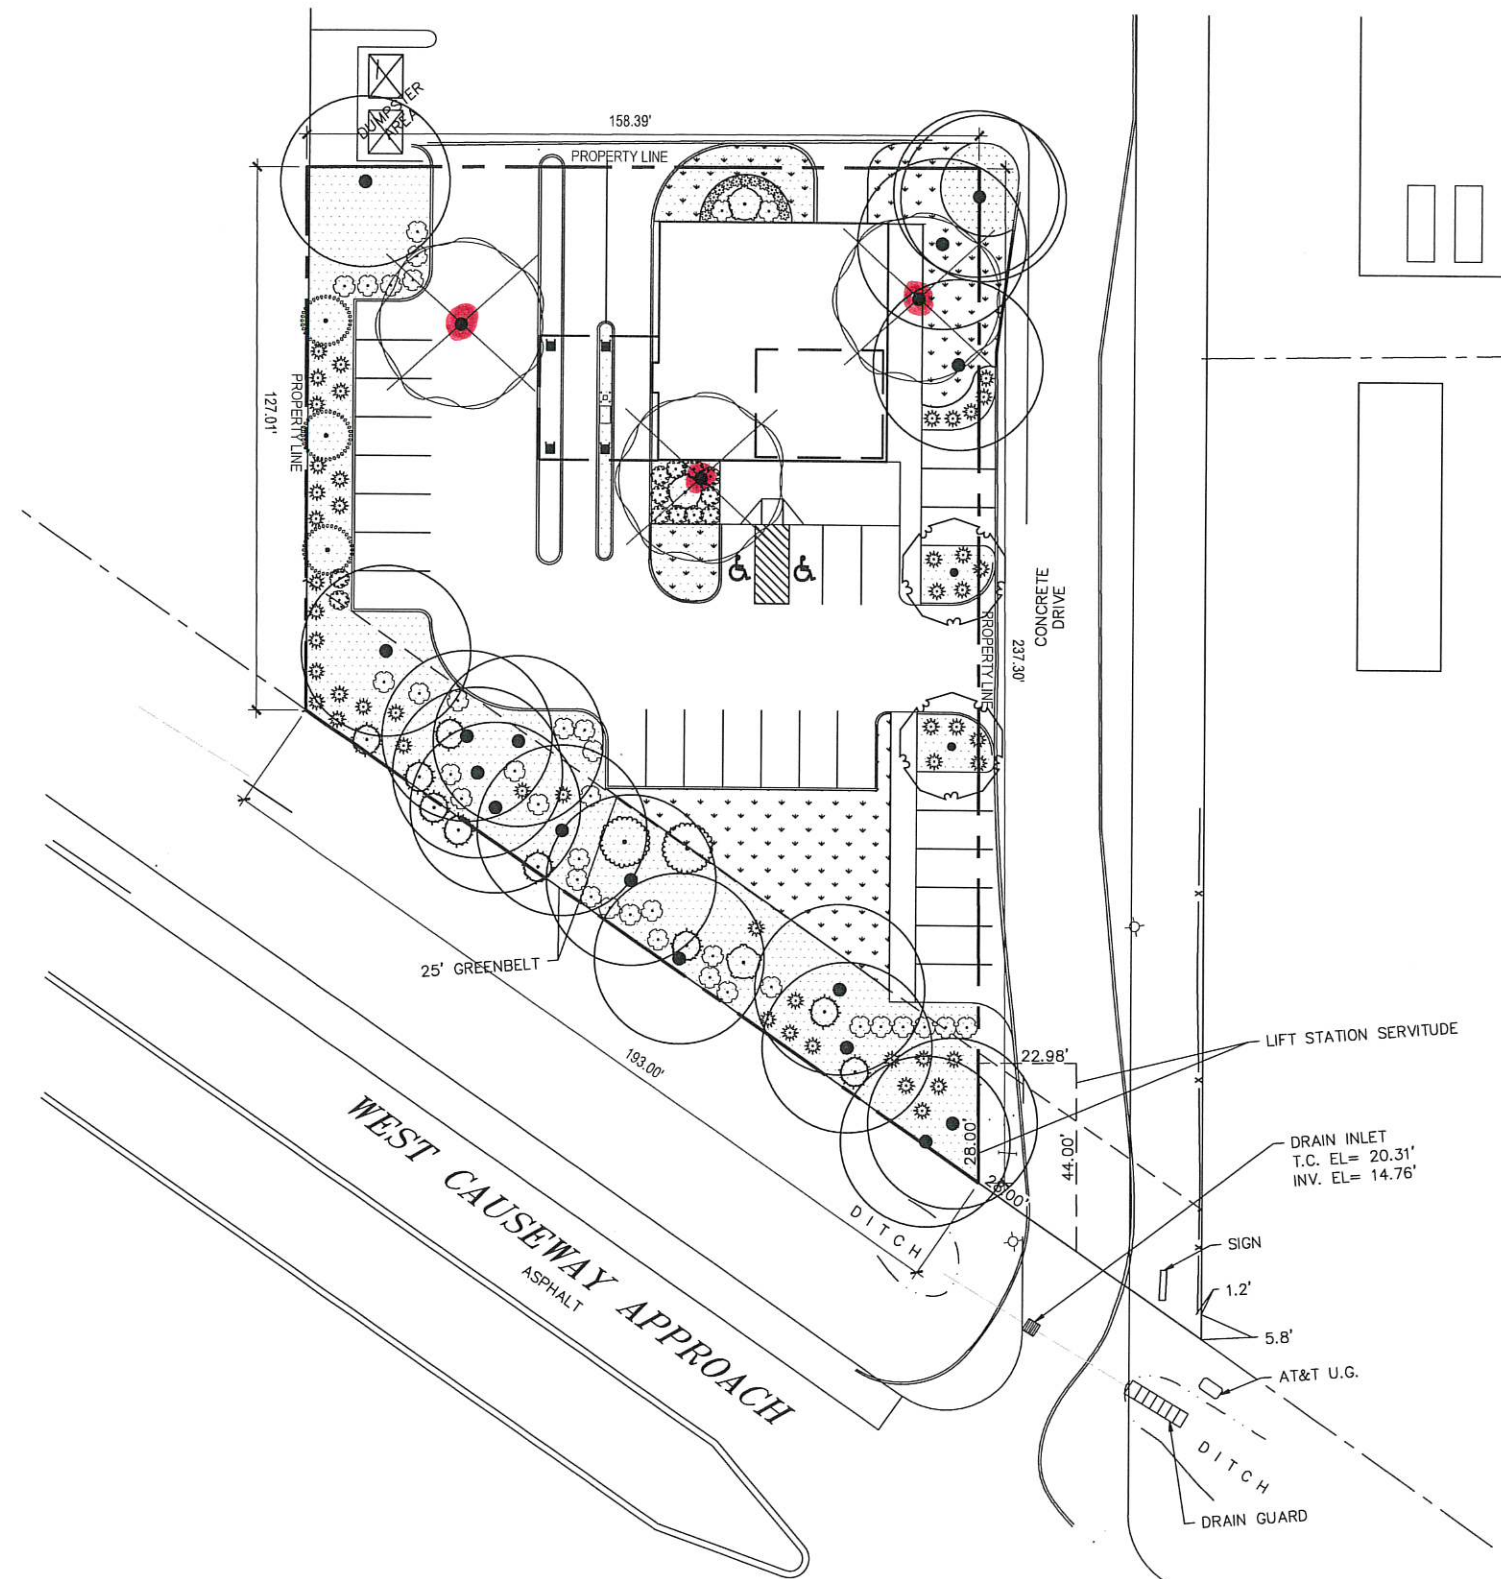 DUMPSTER
AREA
158.39'
PROPERTY LINE
127.01'
PROPERTY LINE
CONCRETE
DRIVE
PROPERTY LINE
237.30'
25' GREENBELT
193.00'
LIFT STATION SERVITUDE
22.98'
28.00'
44.00'
28.00'
DRAIN INLET
T.C. EL= 20.31'
INV. EL= 14.76'
DITCH
WEST CAUSEWAY APPROACH
ASPHALT
SIGN
1.2'
5.8'
AT&T U.G.
DITCH
DRAIN GUARD